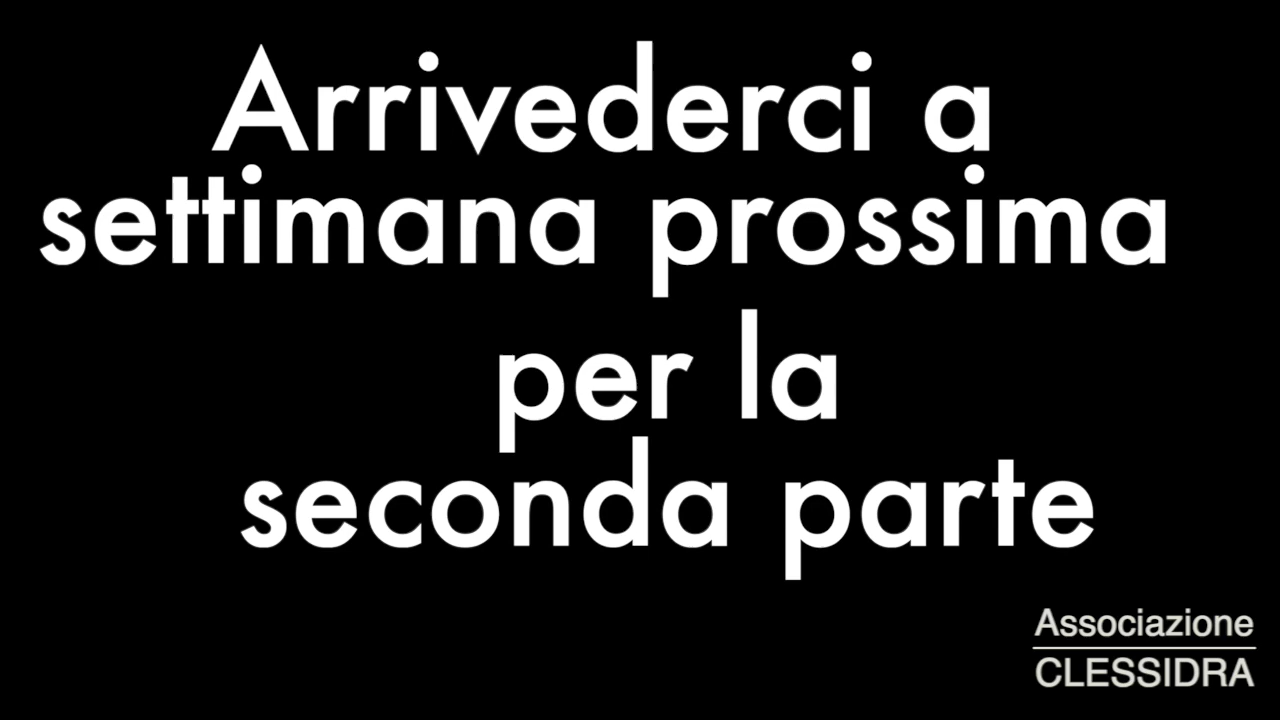 Arrivederci a
settimana prossima
per la
seconda parte
Associazione
CLESSIDRA